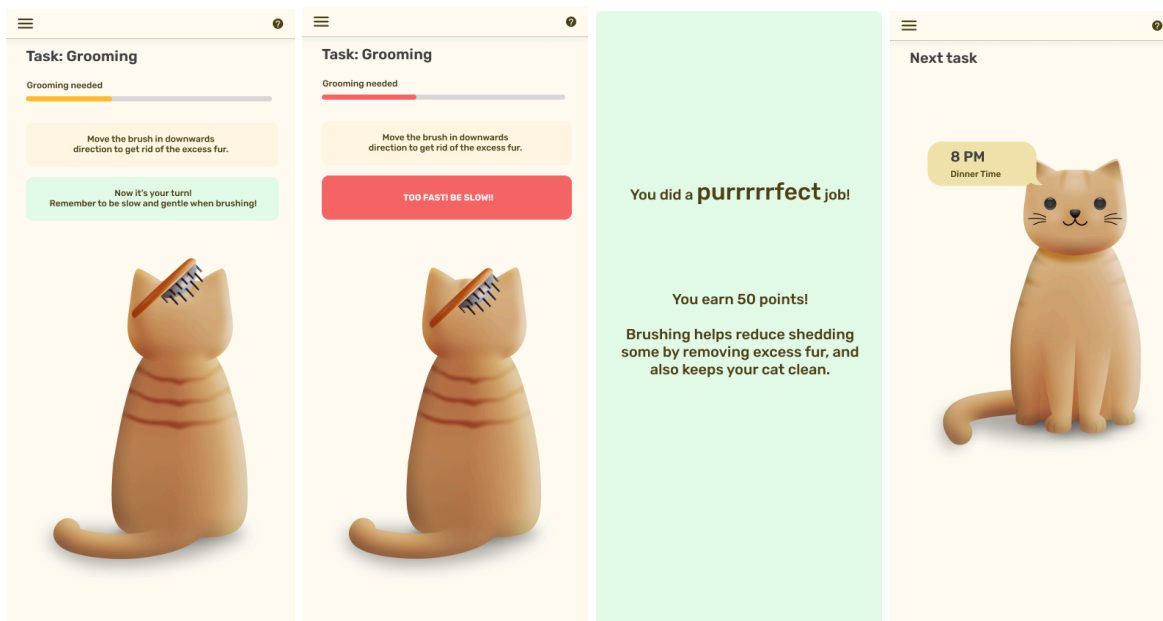 ?
Task: Grooming
Grooming needed
Move the brush in downwards
direction to get rid of the excess fur.
Now it's your turn!
Remember to be slow and gentle when brushing!
?
Task: Grooming
Grooming needed
Move the brush in downwards
direction to get rid of the excess fur.
TOO FAST! BE SLOW!!
You did a purrrrrfect job!
You earn 50 points!
Brushing helps reduce shedding
some by removing excess fur, and
also keeps your cat clean.
?
Next task
8 PM
Dinner Time